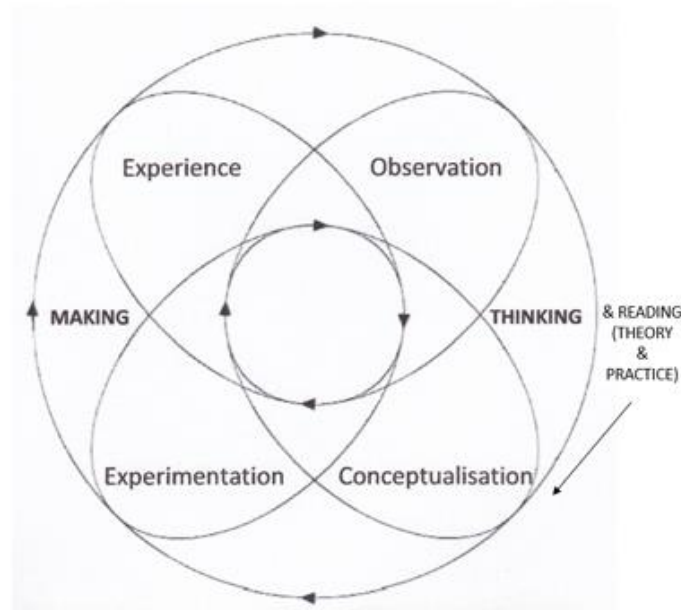 Experience
Observation
MAKING
THINKING
& READING
(THEORY
&
PRACTICE)
Experimentation
Conceptualisation